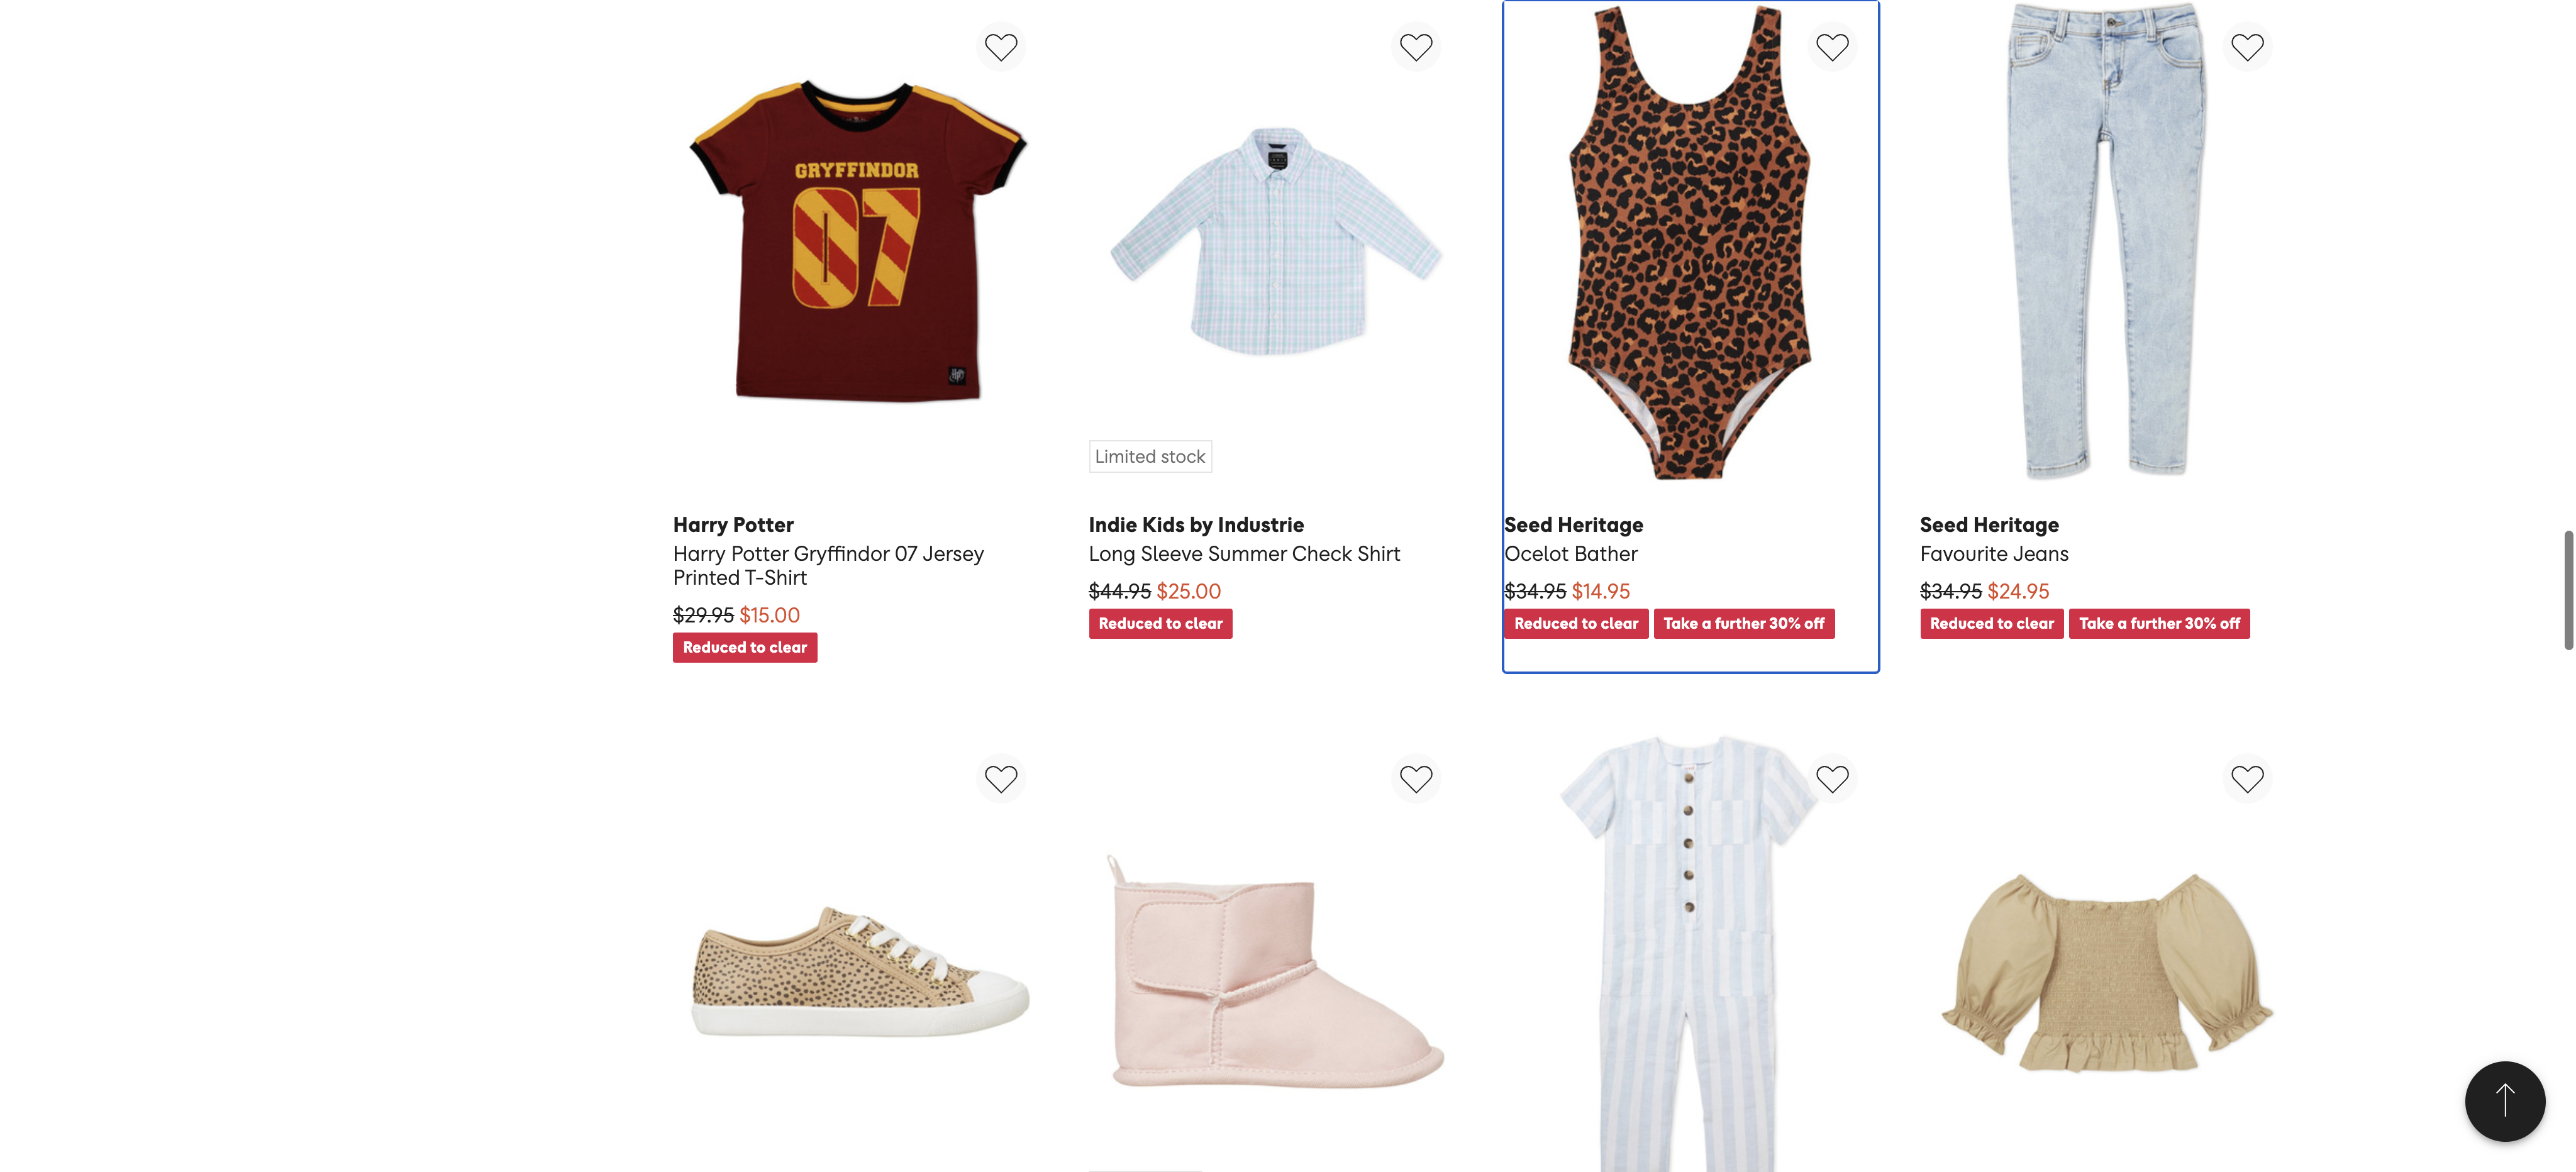 GRYFFINDOR
07
Limited stock
Harry Potter
Harry Potter Gryffindor 07 Jersey
Printed T-Shirt
$29.95 $15.00
Reduced to clear
Indie Kids by Industrie
Long Sleeve Summer Check Shirt
$44.95 $25.00
Reduced to clear
Seed Heritage
Ocelot Bather
$34.95 $14.95
Reduced to clear Take a further 30% off
Seed Heritage
Favourite Jeans
$34.95 $24.95
Reduced to clear Take a further 30% off